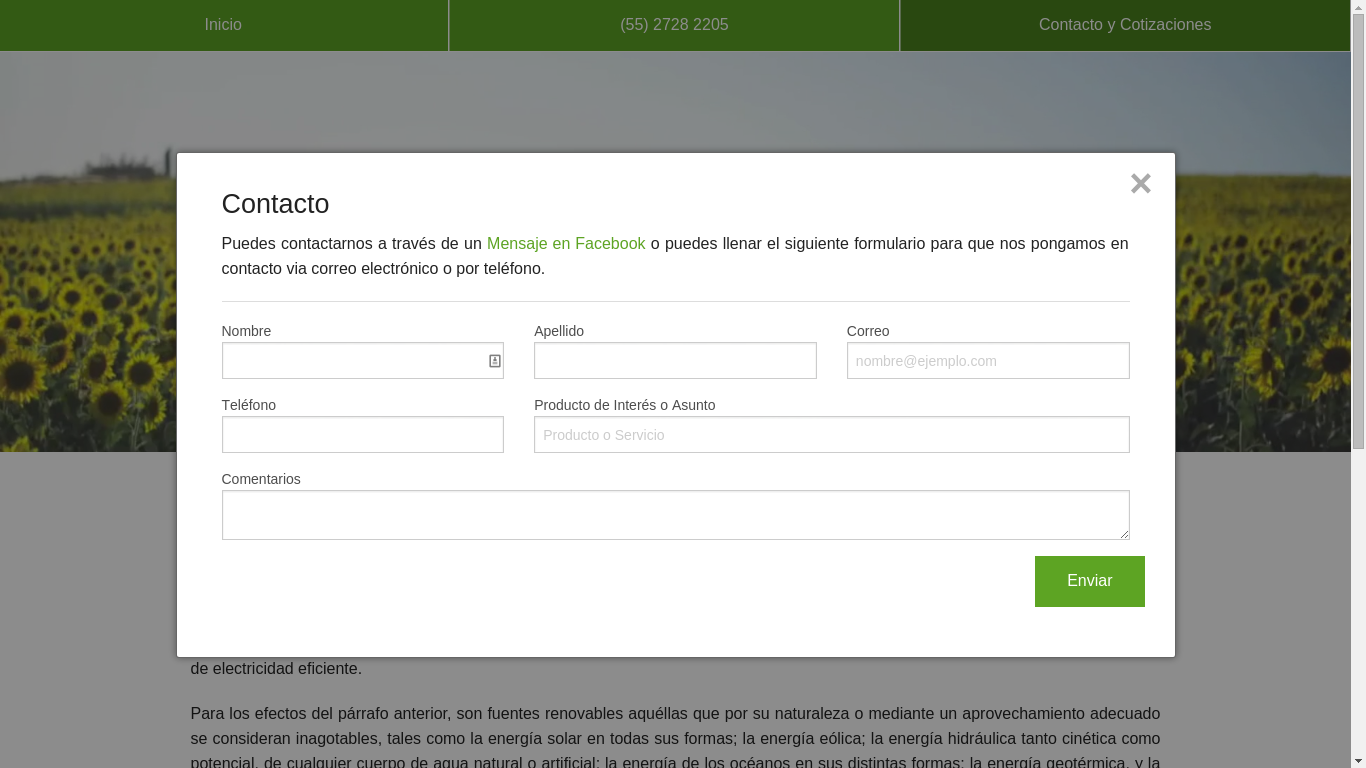 Inicio
(55) 2728 2205
Contacto y Cotizaciones
×
Contacto
Puedes contactarnos a través de un Mensaje en Facebook o puedes llenar el siguiente formulario para que nos pongamos en
contacto via correo electrónico o por teléfono.
Nombre
Apellido
Correo
nombre@ejemplo.com
Teléfono
Producto de Interés o Asunto
Producto o Servicio
Comentarios
Enviar
de electricidad eficiente.
Para los efectos del párrafo anterior, son fuentes renovables aquéllas que por su naturaleza o mediante un aprovechamiento adecuado
se consideran inagotables, tales como la energía solar en todas sus formas; la energía eólica; la energía hidráulica tanto cinética como
potencial, de cualquier cuerpo de agua natural o artificial; la energía de los océanos en sus distintas formas; la energía geotérmica, y la